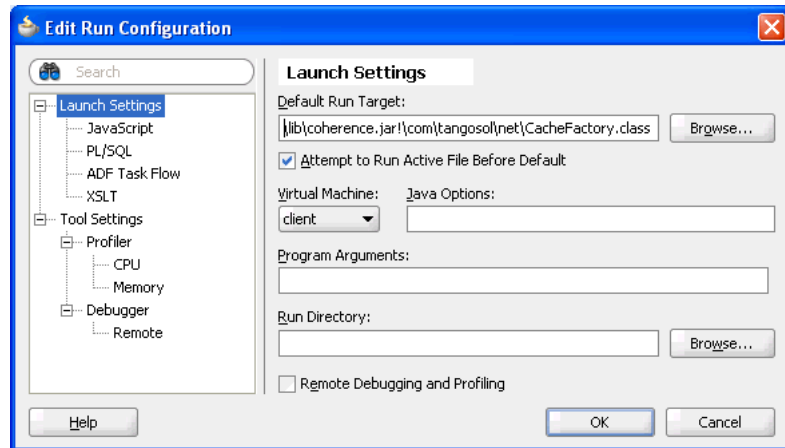 Edit Run Configuration
Search
Launch Settings
JavaScript
PL/SQL
ADF Task Flow
XSLT
Tool Settings
Profiler
CPU
Memory
Debugger
Remote
Launch Settings
Default Run Target:
\lib\coherence.jar!\com\tangosol\net\CacheFactory.class Browse...
Attempt to Run Active File Before Default
Virtual Machine: Java Options:
client
Program Arguments:
Run Directory:
Browse...
Remote Debugging and Profiling
Help OK Cancel